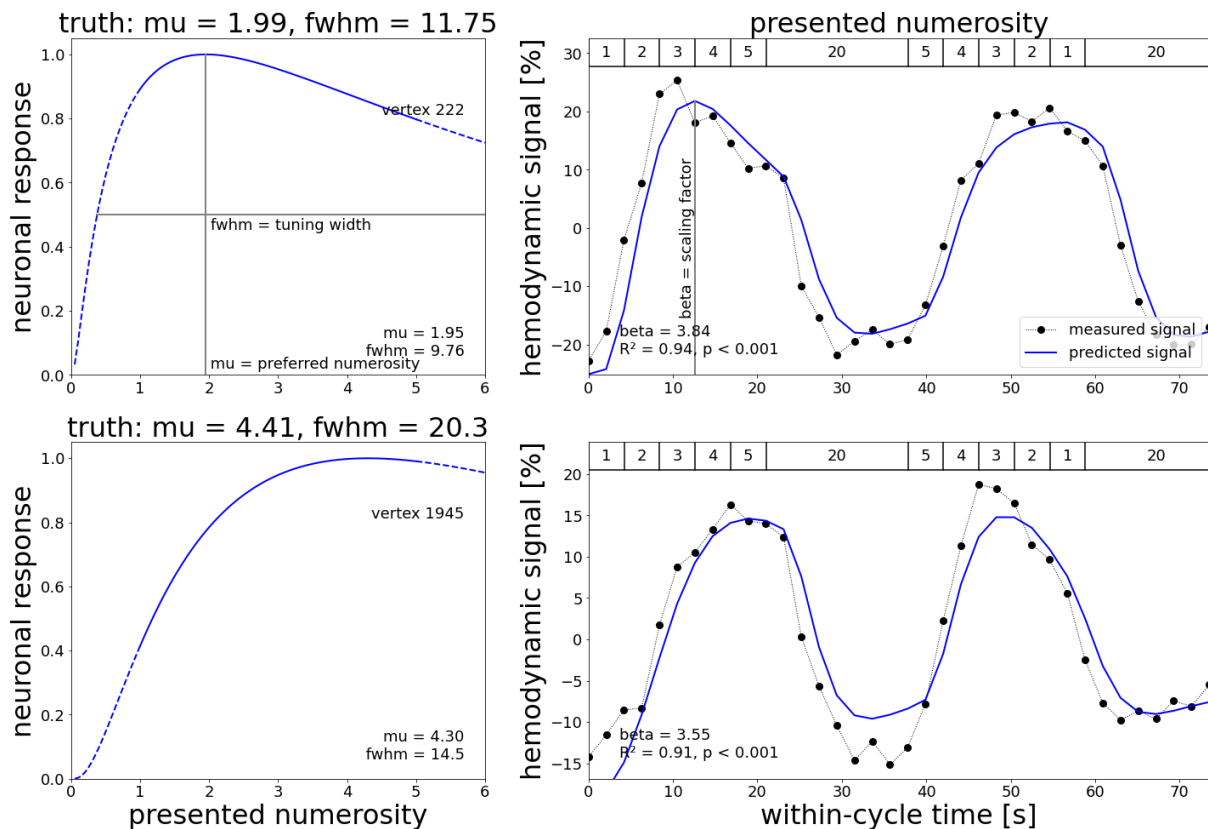 truth: mu = 1.99, fwhm = 11.75
neuronal response
1.0
0.8
0.6
0.4
0.2
0.0
vertex 222
fwhm = tuning width
mu = 1.95
fwhm = 9.76
mu = preferred numerosity
0 1 2 3 4 5 6
presented numerosity
1 2 3 4 5 20 5 4 3 2 1 20
hemodynamic signal [%]
30
20
10
0
−10
−20
beta = scaling factor
beta = 3.84
R² = 0.94, p < 0.001
measured signal
predicted signal
0 10 20 30 40 50 60 70
truth: mu = 4.41, fwhm = 20.3
neuronal response
1.0
0.8
0.6
0.4
0.2
0.0
vertex 1945
mu = 4.30
fwhm = 14.5
0 1 2 3 4 5 6
presented numerosity
1 2 3 4 5 20 5 4 3 2 1 20
hemodynamic signal [%]
20
15
10
5
0
−5
−10
−15
beta = 3.55
R² = 0.91, p < 0.001
0 10 20 30 40 50 60 70
within-cycle time [s]